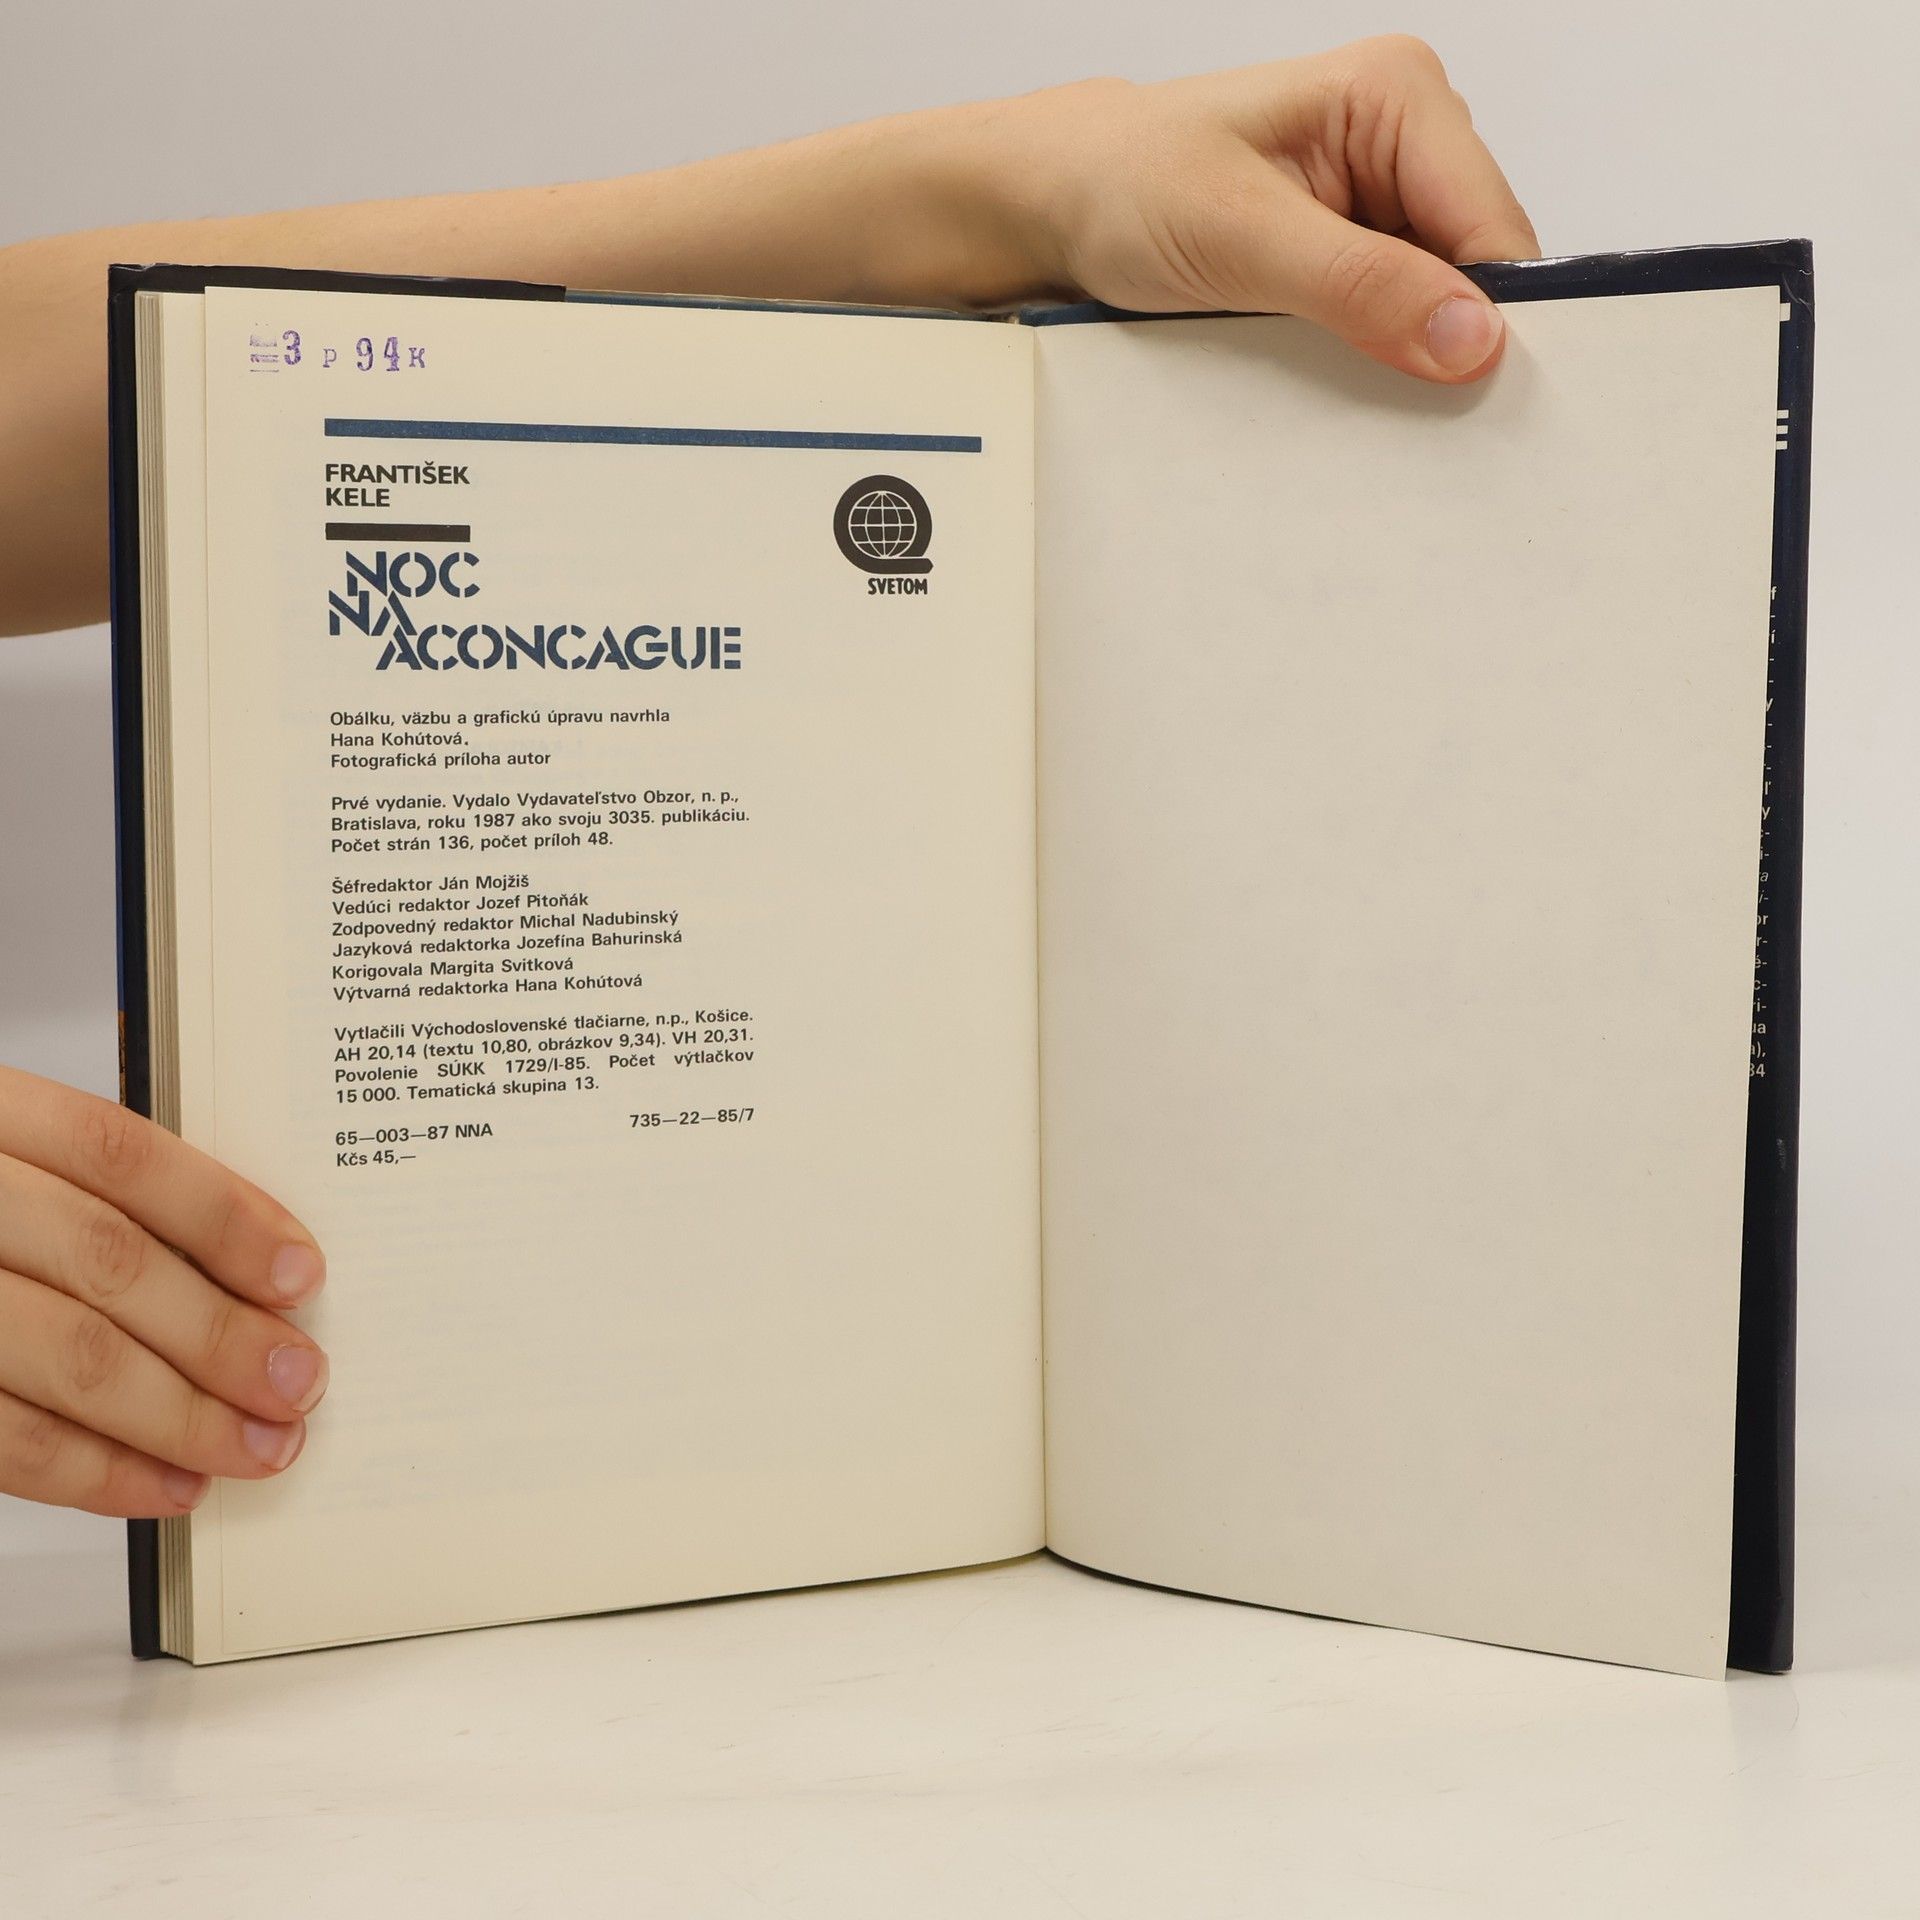 3 P 94 K
FRANTIŠEK
KELE
NOC
NA
ACONCAGUE
SVETOM
Obálku, väzbu a grafickú úpravu navrhla
Hana Kohútová.
Fotografická príloha autor
Prvé vydanie. Vydalo Vydavateľstvo Obzor, n. p.,
Bratislava, roku 1987 ako svoju 3035. publikáciu.
Počet strán 136, počet príloh 48.
Šéfredaktor Ján Mojžiš
Vedúci redaktor Jozef Pitoňák
Zodpovedný redaktor Michal Nadubinský
Jazyková redaktorka Jozefína Bahurinská
Korigovala Margita Svitková
Výtvarná redaktorka Hana Kohútová
Vytlačili Východoslovenské tlačiarne, n.p., Košice.
AH 20,14 (textu 10,80, obrázkov 9,34). VH 20,31.
Povolenie SÚKK 1729/I-85. Počet výtlačkov
15 000. Tematická skupina 13.
65—003—87 NNA 735—22—85/7
Kčs 45,—